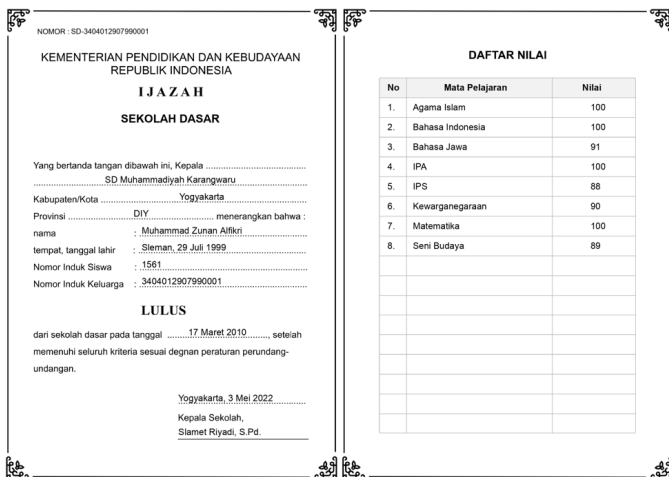 NOMOR : SD-3404012907990001
KEMENTERIAN PENDIDIKAN DAN KEBUDAYAAN
REPUBLIK INDONESIA
IJAZAH
SEKOLAH DASAR
Yang bertanda tangan dibawah ini, Kepala ......................................
SD Muhammadiyah Karangwaru
Kabupaten/Kota ........ Yogyakarta ........
Provinsi ........ DIY ........ menerangkan bahwa :
nama : Muhammad Zunan Alfikri
tempat, tanggal lahir : Sleman, 29 Juli 1999
Nomor Induk Siswa : 1561
Nomor Induk Keluarga : 3404012907990001
LULUS
dari sekolah dasar pada tanggal ........ 17 Maret 2010 ........, setelah
memenuhi seluruh kriteria sesuai degnan peraturan perundang-
undangan.
Yogyakarta, 3 Mei 2022
Kepala Sekolah,
Slamet Riyadi, S.Pd.
DAFTAR NILAI
No Mata Pelajaran Nilai
1. Agama Islam 100
2. Bahasa Indonesia 100
3. Bahasa Jawa 91
4. IPA 100
5. IPS 88
6. Kewarganegaraan 90
7. Matematika 100
8. Seni Budaya 89